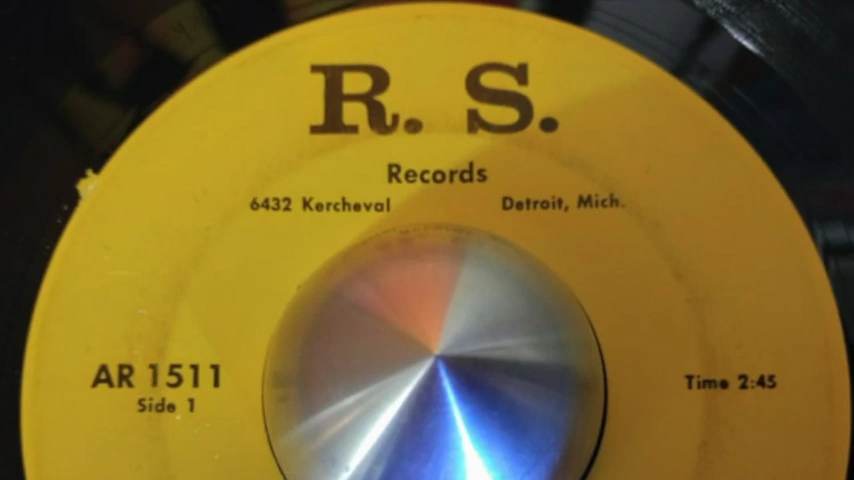 R. S.
Records
6432 Kercheval Detroit, Mich.
AR 1511 Time 2:45
Side 1